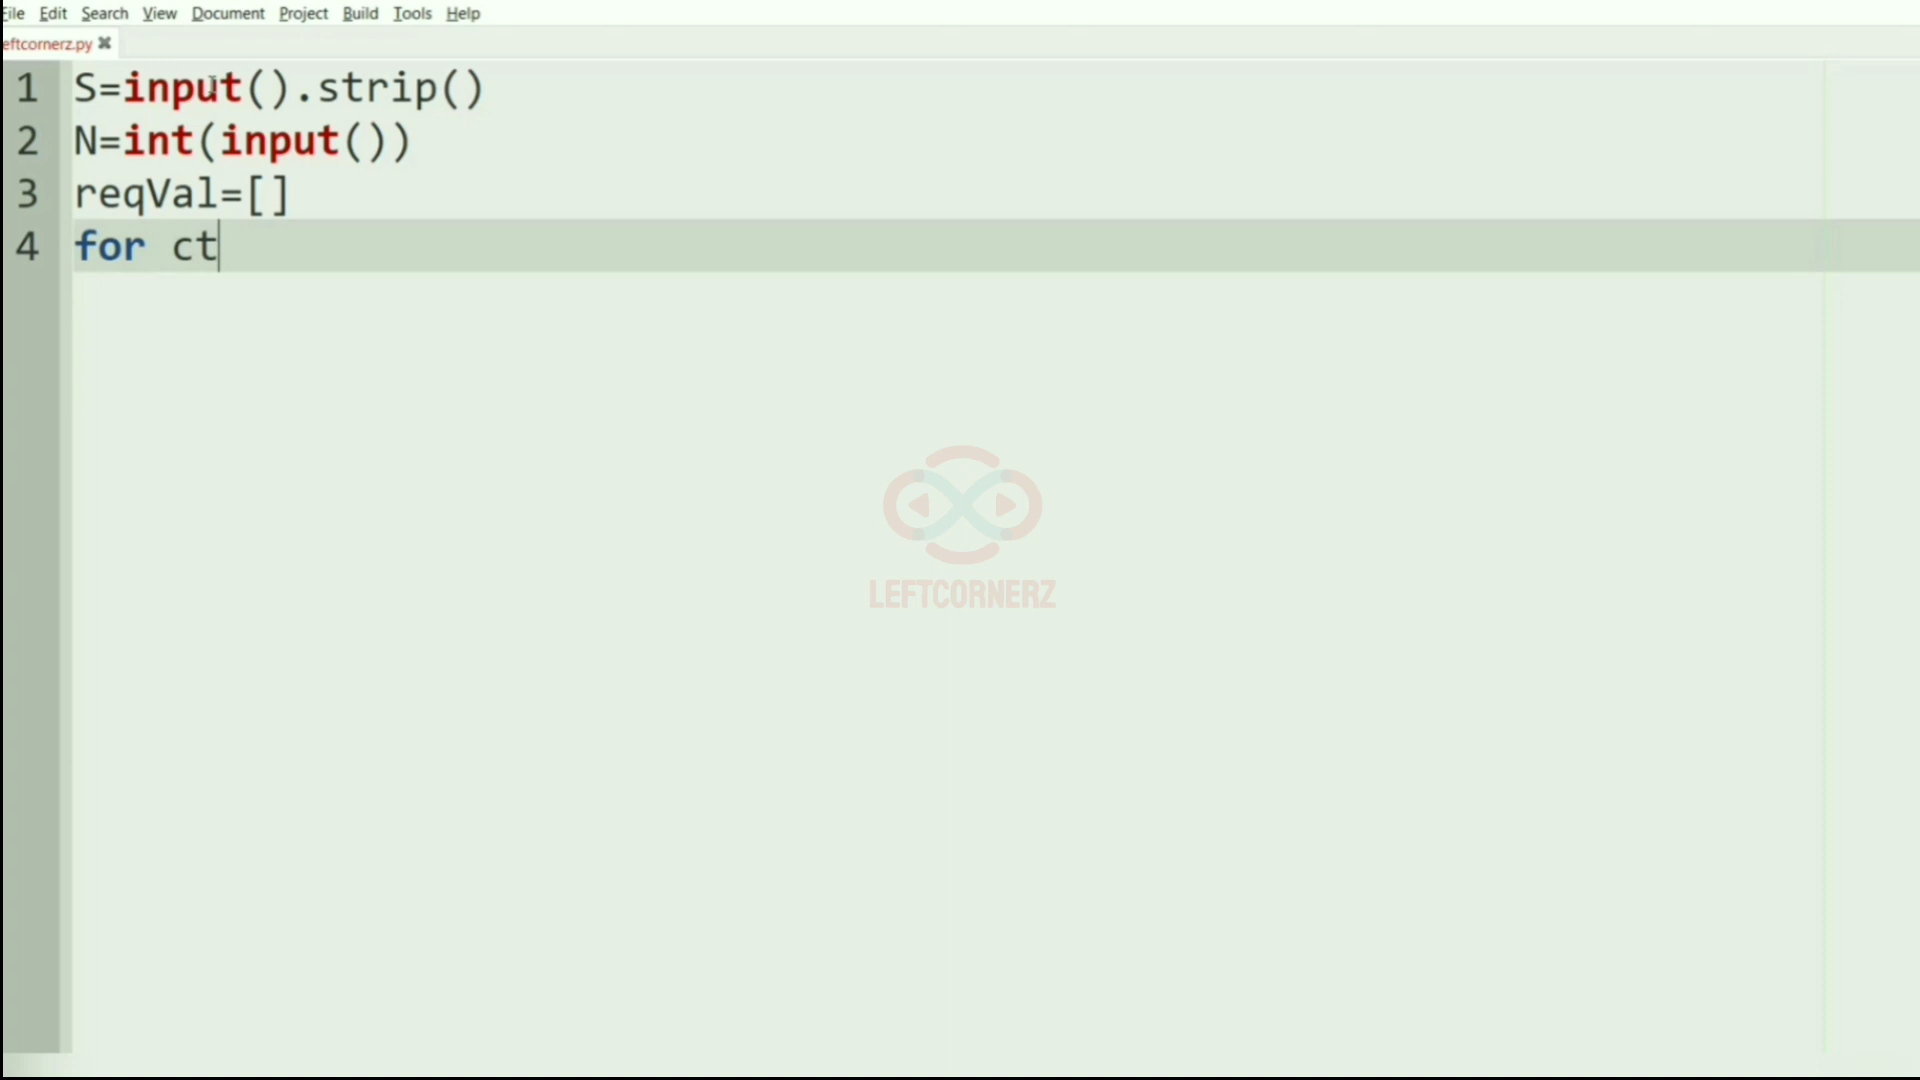 File Edit Search View Document Project Build Tools Help
eftcornerz.py
1 S=input().strip()
2 N=int(input())
3 reqVal=[]
4 for ct
LEFTCORNERZ